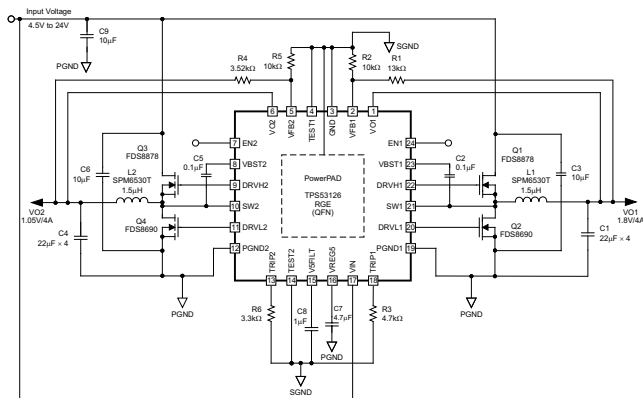 Input Voltage
4.5V to 24V
C9
10µF
PGND
SGND
R4
3.52kΩ
R5
10kΩ
R2
10kΩ
R1
13kΩ
6
5
4
3
2
1
VO2
VFB2
TEST1
GND
VFB1
VO1
Q3
FDS8878
C6
10µF
L2
SPM6530T
1.5µH
VO2
1.05V/4A
Q4
FDS8690
C4
22µF × 4
C5
0.1µF
7 EN2
8 VBST2
9 DRVH2
10 SW2
11 DRVL2
12 PGND2
PowerPAD
TPS53126
RGE
(QFN)
EN1 24
VBST1 23
DRVH1 22
SW1 21
DRVL1 20
PGND1 19
C2
0.1µF
Q1
FDS8878
L1
SPM6530T
1.5µH
C3
10µF
VO1
1.8V/4A
Q2
FDS8690
C1
22µF × 4
TRIP2
TEST2
V5FILT
VREG5
VIN
TRIP1
13
14
15
16
17
18
PGND
R6
3.3kΩ
C8
1µF
C7
4.7µF
R3
4.7kΩ
PGND
PGND
SGND